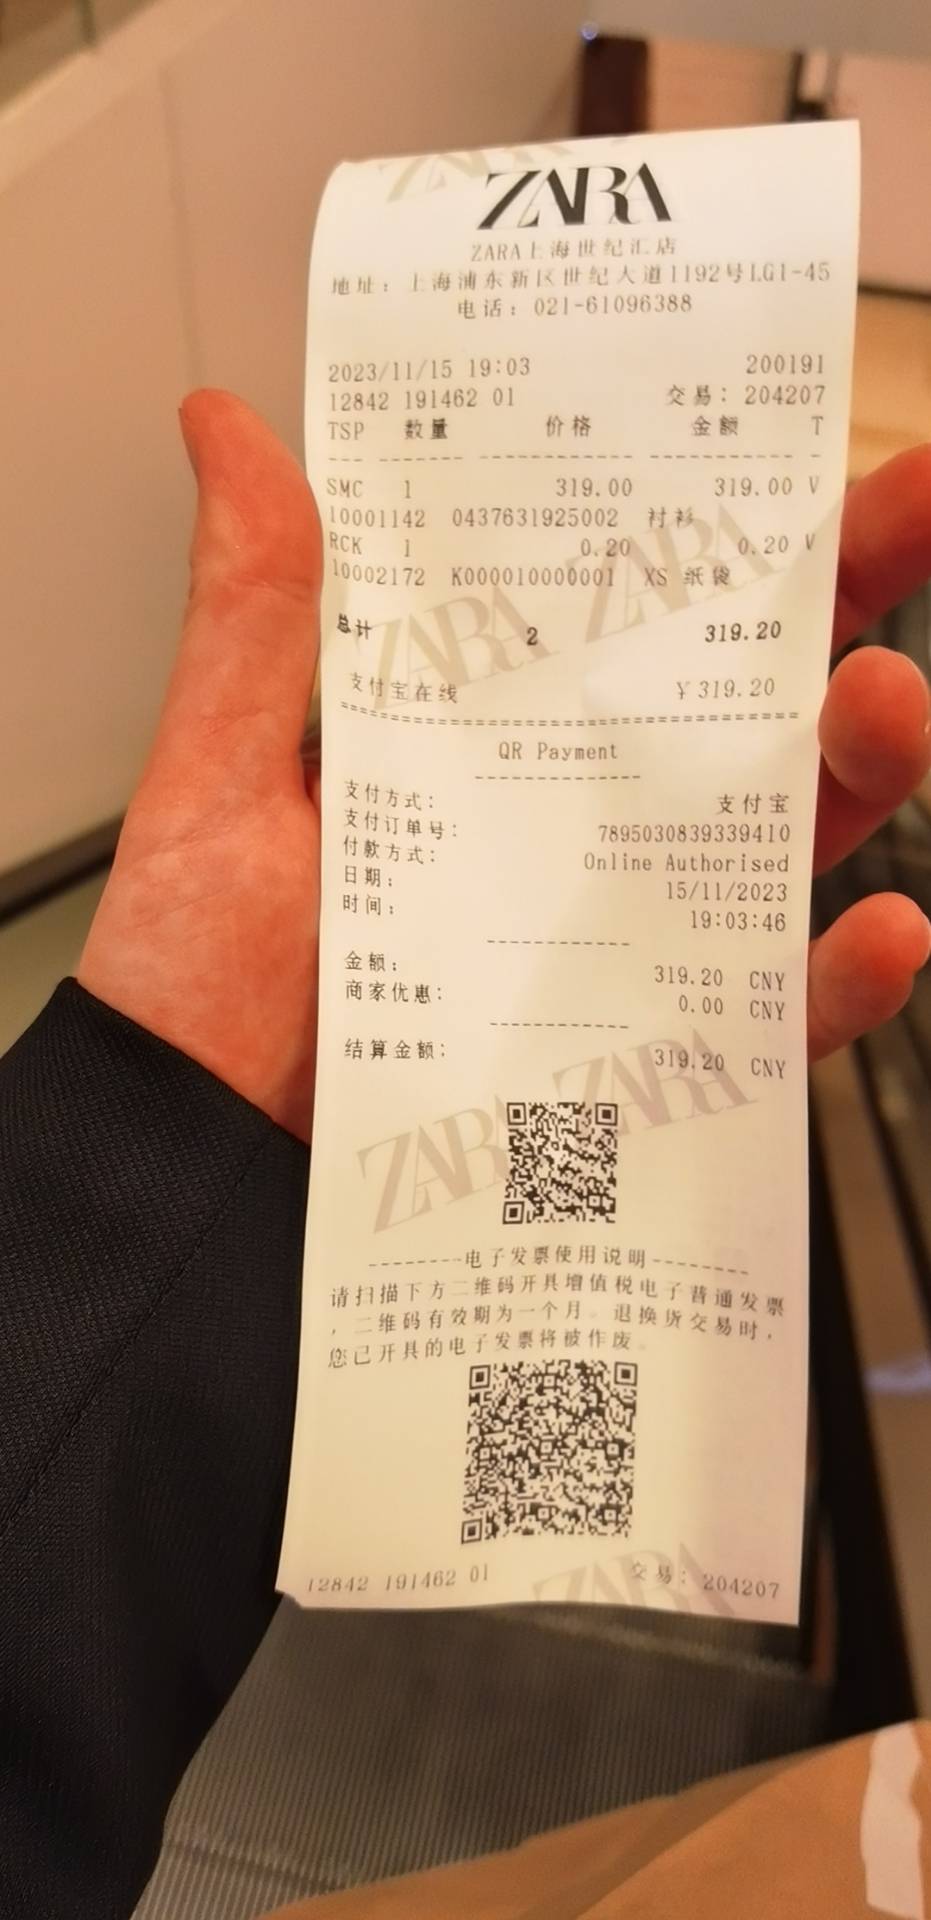 ZARA
ZARA上海世纪汇店
地址：上海浦东新区世纪大道1192号LG1-45
电话：021-61096388
2023/11/15 19:03 200191
12842 191462 01 交易：204207
TSP 数量 价格 金额 T
SMC 1 319.00 319.00 V
10001142 0437631925002 衬衫
RCK 1 0.20 0.20 V
10002172 K000010000001 XS 纸袋
总计 2 319.20
支付宝在线 ¥319.20
QR Payment
支付方式： 支付宝
支付订单号： 7895030839339410
付款方式： Online Authorised
日期： 15/11/2023
时间： 19:03:46
金额： 319.20 CNY
商家优惠： 0.00 CNY
结算金额： 319.20 CNY
--------电子发票使用说明--------
请扫描下方二维码开具增值税电子普通发票
，二维码有效期为一个月。退换货交易时，
您已开具的电子发票将被作废。
12842 191462 01 交易：204207